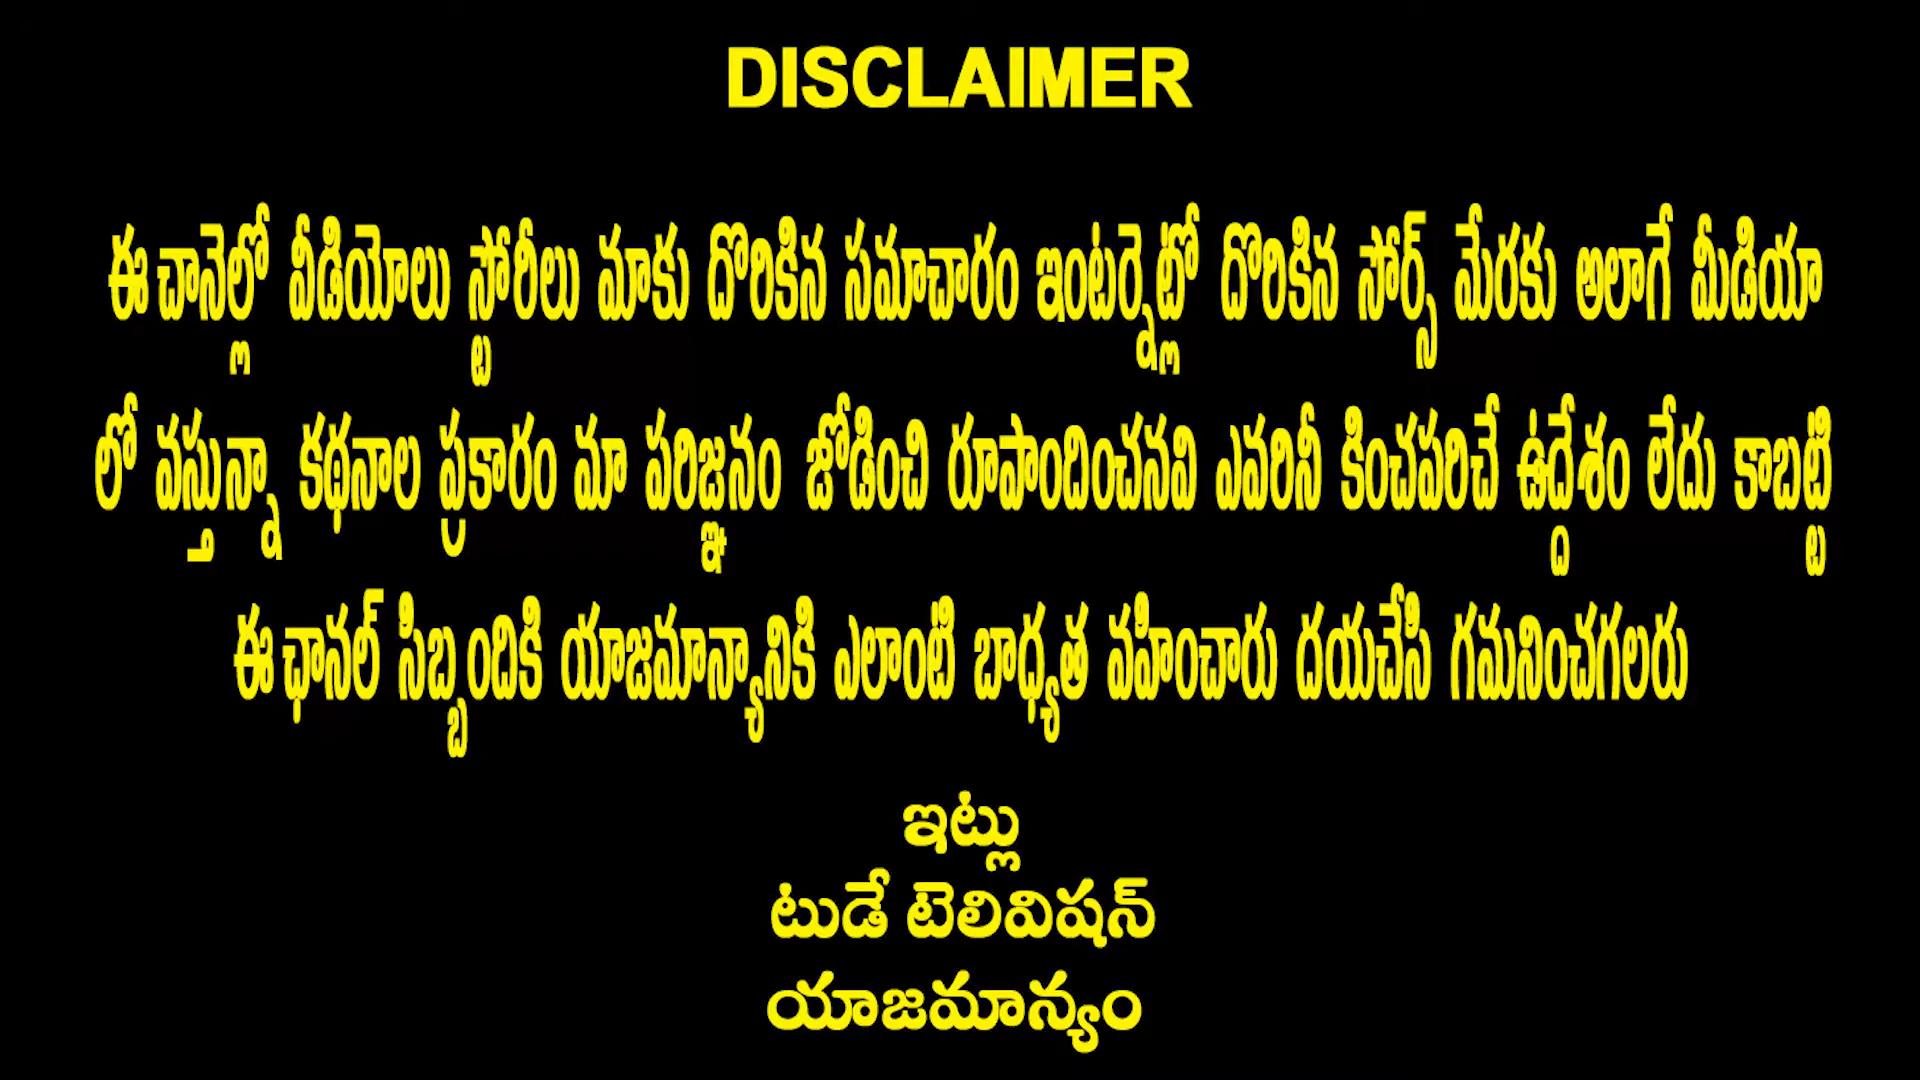 DISCLAIMER
ఈ చానెల్లో వీడియోలు స్టోరీలు మాకు దొరికిన సమాచారం ఇంటర్నెట్లో దొరికిన సోర్స్ మేరకు అలాగే మీడియా
లో వస్తున్నా కథనాల ప్రకారం మా పరిజ్ఞనం జోడించి రూపొందించనవి ఎవరినీ కించపరిచే ఉద్దేశం లేదు కాబట్టి
ఈ ఛానల్ సిబ్బందికి యాజమాన్యానికి ఎలాంటి బాధ్యత వహించారు దయచేసి గమనించగలరు
ఇట్లు
టుడే టెలివిషన్
యాజమాన్యం